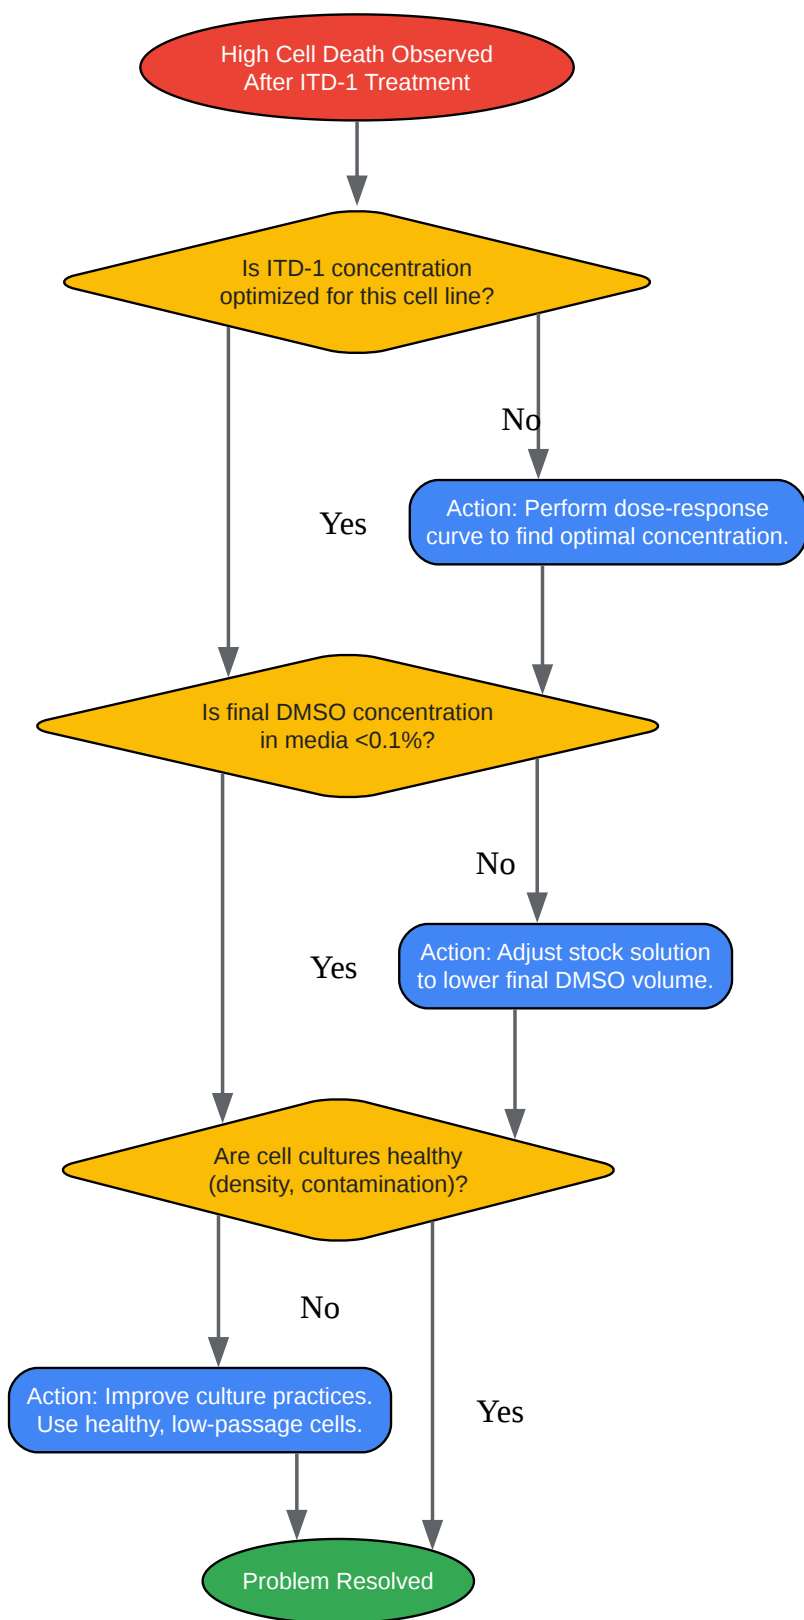 High Cell Death Observed
After ITD-1 Treatment
Is ITD-1 concentration
optimized for this cell line?
No
Yes
Action: Perform dose-response
curve to find optimal concentration.
Is final DMSO concentration
in media <0.1%?
No
Yes
Action: Adjust stock solution
to lower final DMSO volume.
Are cell cultures healthy
(density, contamination)?
No
Yes
Action: Improve culture practices.
Use healthy, low-passage cells.
Problem Resolved